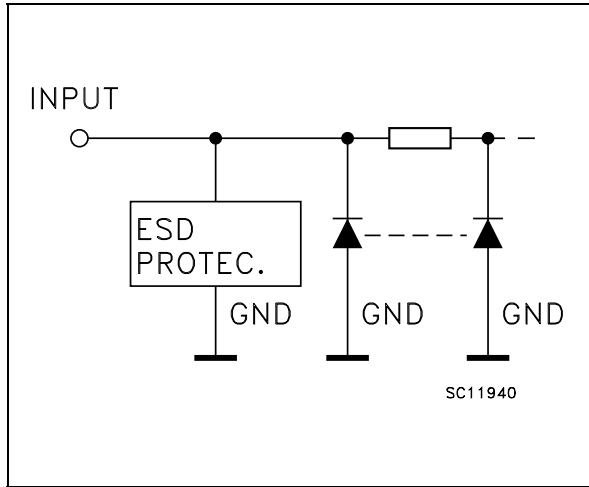 INPUT
ESD
PROTEC.
GND
GND
GND
SC11940